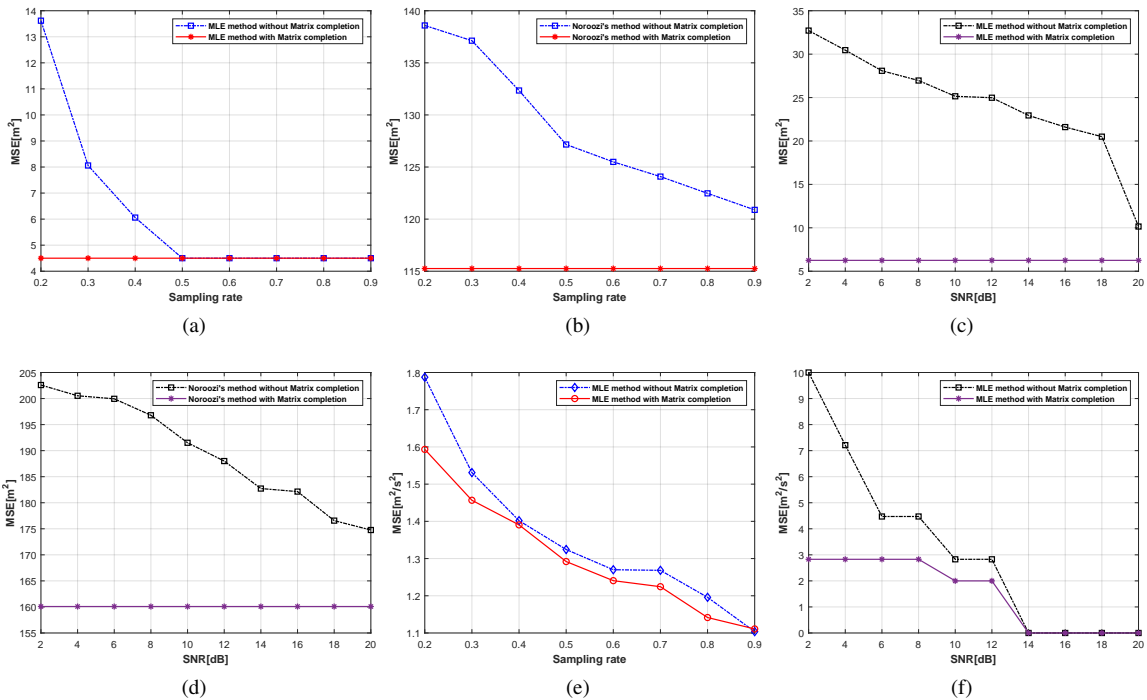 14
13
12
11
10
9
8
7
6
5
4
MSE[m²]
0.2 0.3 0.4 0.5 0.6 0.7 0.8 0.9
Sampling rate
MLE method without Matrix completion
MLE method with Matrix completion
(a)
140
135
130
125
120
115
MSE[m²]
0.2 0.3 0.4 0.5 0.6 0.7 0.8 0.9
Sampling rate
Noroozi's method without Matrix completion
Noroozi's method with Matrix completion
(b)
35
30
25
20
15
10
5
MSE[m²]
2 4 6 8 10 12 14 16 18 20
SNR[dB]
MLE method without Matrix completion
MLE method with Matrix completion
(c)
205
200
195
190
185
180
175
170
165
160
155
MSE[m²]
2 4 6 8 10 12 14 16 18 20
SNR[dB]
Noroozi's method without Matrix completion
Noroozi's method with Matrix completion
(d)
1.8
1.7
1.6
1.5
1.4
1.3
1.2
1.1
MSE[m²/s²]
0.2 0.3 0.4 0.5 0.6 0.7 0.8 0.9
Sampling rate
MLE method without Matrix completion
MLE method with Matrix completion
(e)
10
9
8
7
6
5
4
3
2
1
0
MSE[m²/s²]
2 4 6 8 10 12 14 16 18 20
SNR[dB]
MLE method without Matrix completion
MLE method with Matrix completion
(f)